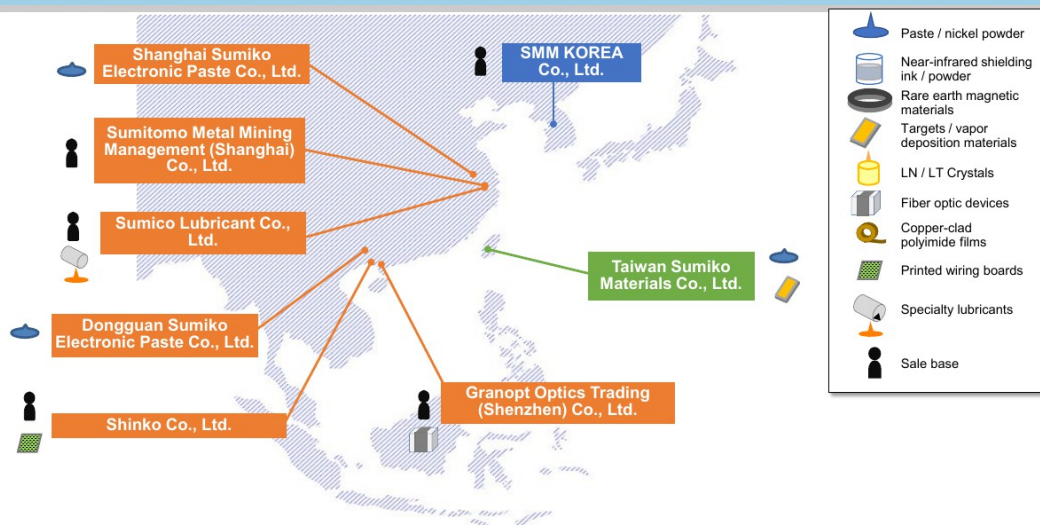 Shanghai Sumiko
Electronic Paste Co., Ltd.
SMM KOREA
Co., Ltd.
Sumitomo Metal Mining
Management (Shanghai)
Co., Ltd.
Sumico Lubricant Co.,
Ltd.
Taiwan Sumiko
Materials Co., Ltd.
Dongguan Sumiko
Electronic Paste Co., Ltd.
Granopt Optics Trading
(Shenzhen) Co., Ltd.
Shinko Co., Ltd.
Paste / nickel powder
Near-infrared shielding
ink / powder
Rare earth magnetic
materials
Targets / vapor
deposition materials
LN / LT Crystals
Fiber optic devices
Copper-clad
polyimide films
Printed wiring boards
Specialty lubricants
Sale base